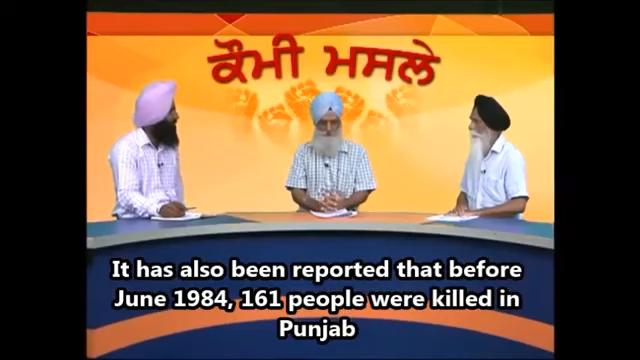 ਕੌਮੀ ਮਸਲੇ
It has also been reported that before
June 1984, 161 people were killed in
Punjab